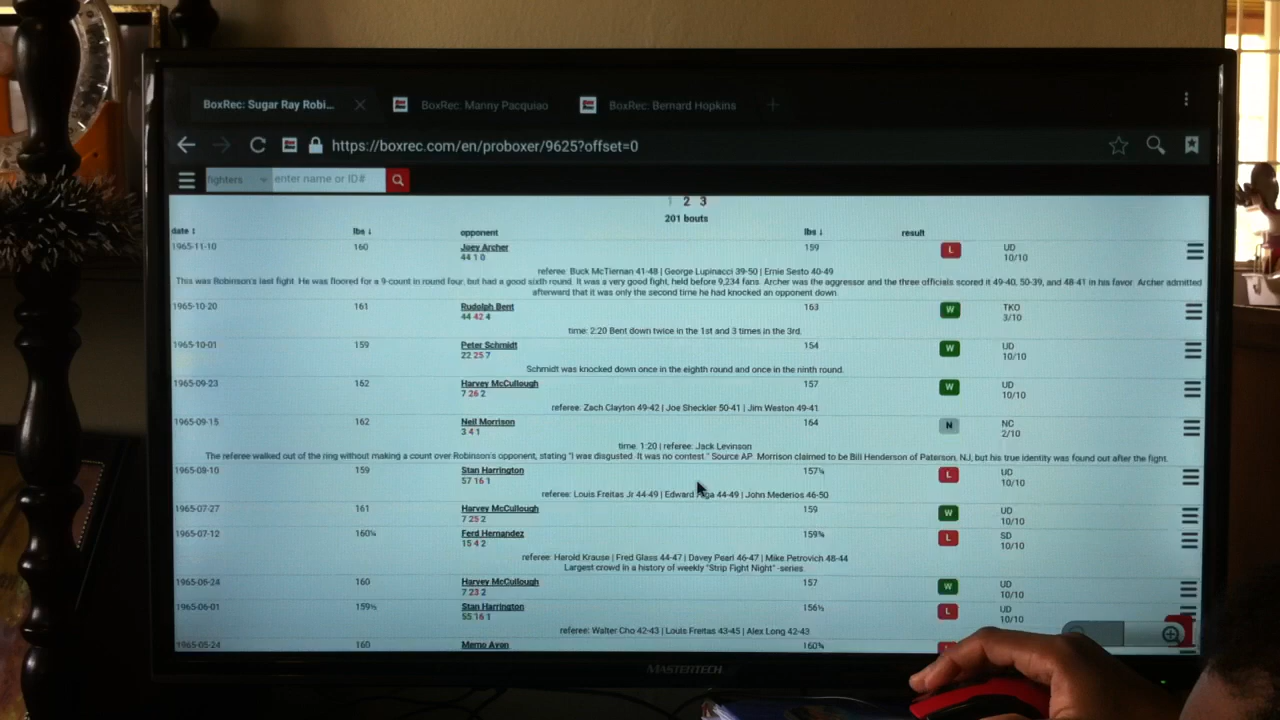 BoxRec: Sugar Ray Robi...
BoxRec: Manny Pacquiao
BoxRec: Bernard Hopkins
https://boxrec.com/en/proboxer/9625?offset=0
fighters
enter name or ID#
1 2 3
201 bouts
date lbs opponent lbs result
1965-11-10 160 Joey Archer 159 L UD
44 1 0 10/10
referee: Buck McTiernan 41-48 | George Lupinacci 39-50 | Ernie Sesto 40-49
This was Robinson's last fight. He was floored for a 9-count in round four, but had a good sixth round. It was a very good fight, held before 9,234 fans. Archer was the aggressor and the three officials scored it 49-40, 50-39, and 48-41 in his favor. Archer admitted
afterward that it was only the second time he had knocked an opponent down.
1965-10-20 161 Rudolph Bent 163 W TKO
44 42 4 3/10
time: 2:20 Bent down twice in the 1st and 3 times in the 3rd.
1965-10-01 159 Peter Schmidt 154 W UD
22 25 7 10/10
Schmidt was knocked down once in the eighth round and once in the ninth round.
1965-09-23 162 Harvey McCullough 157 W UD
7 26 2 10/10
referee: Zach Clayton 49-42 | Joe Sheckler 50-41 | Jim Weston 49-41
1965-09-15 162 Neil Morrison 164 N NC
3 4 1 2/10
time: 1:20 | referee: Jack Levinson
The referee walked out of the ring without making a count over Robinson's opponent, stating "I was disgusted. It was no contest." Source AP. Morrison claimed to be Bill Henderson of Paterson, NJ, but his true identity was found out after the fight.
1965-08-10 159 Stan Harrington 157¼ L UD
57 16 1 10/10
referee: Louis Freitas Jr 44-49 | Edward 44-49 | John Mederios 46-50
1965-07-27 161 Harvey McCullough 159 W UD
7 25 2 10/10
1965-07-12 160¼ Ferd Hernandez 159¼ L SD
15 4 2 10/10
referee: Harold Krause | Fred Glass 44-47 | Davey Pearl 46-47 | Mike Petrovich 48-44
Largest crowd in a history of weekly "Strip Fight Night"-series.
1965-06-24 160 Harvey McCullough 157 W UD
7 23 2 10/10
1965-06-01 159½ Stan Harrington 156½ L UD
55 16 1 10/10
referee: Walter Cho 42-43 | Louis Freitas 43-45 | Alex Long 42-43
1965-05-24 160 Memo Ayon 160¼
MASTERTECH